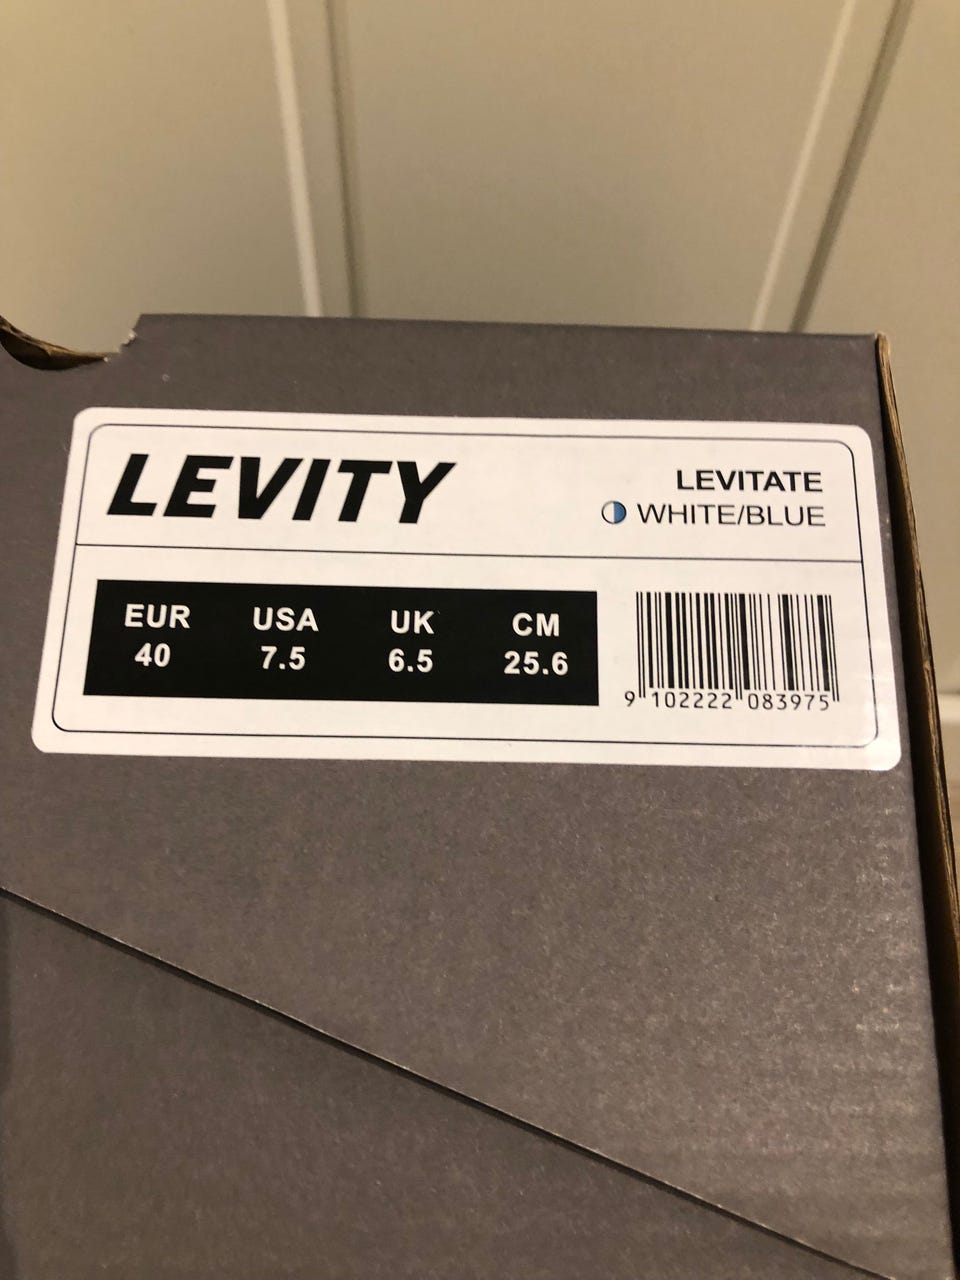 LEVITY
LEVITATE
WHITE/BLUE
EUR USA UK CM
40 7.5 6.5 25.6
9 102222 083975